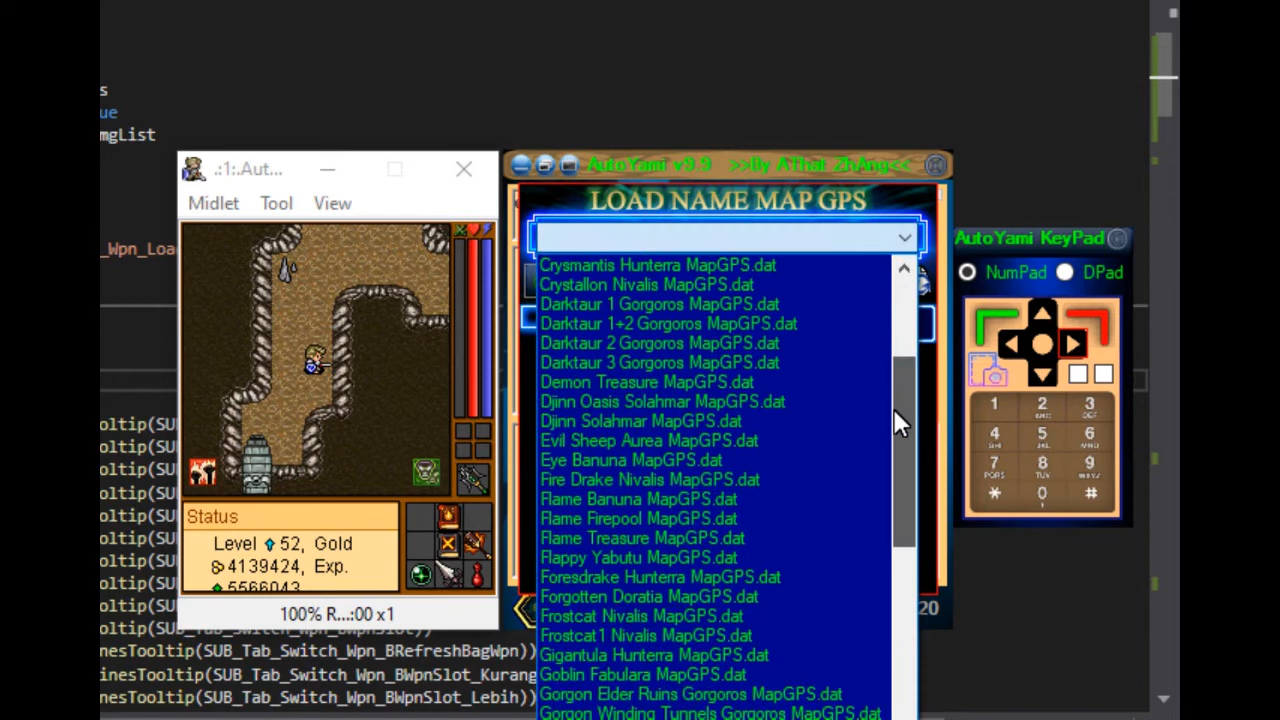 s
ue
mgList
_Wpn_Loa
oltip(SU
oltip(SU
oltip(SU
oltip(SU
oltip(SU
oltip(SU
oltip(SU
oltip(SU
oltip(SU
oltip(SUB_Tab_Switch_Wpn_BWpnSlot))
inesTooltip(SUB_Tab_Switch_Wpn_BRefreshBagWpn))
inesTooltip(SUB_Tab_Switch_Wpn_BWpnSlot_Kurang
inesTooltip(SUB_Tab_Switch_Wpn_BWpnSlot_Lebih))
.:1:.Aut...
Midlet Tool View
Status
Level 52, Gold
4139424, Exp.
5566043
100% R...:00 x1
AutoYami v9.9 >>By AThar ZhAng<<
LOAD NAME MAP GPS
Crysmantis Hunterra MapGPS.dat
Crystallon Nivalis MapGPS.dat
Darktaur 1 Gorgoros MapGPS.dat
Darktaur 1+2 Gorgoros MapGPS.dat
Darktaur 2 Gorgoros MapGPS.dat
Darktaur 3 Gorgoros MapGPS.dat
Demon Treasure MapGPS.dat
Djinn Oasis Solahmar MapGPS.dat
Djinn Solahmar MapGPS.dat
Evil Sheep Aurea MapGPS.dat
Eye Banuna MapGPS.dat
Fire Drake Nivalis MapGPS.dat
Flame Banuna MapGPS.dat
Flame Firepool MapGPS.dat
Flame Treasure MapGPS.dat
Flappy Yabutu MapGPS.dat
Foresdrake Hunterra MapGPS.dat
Forgotten Doratia MapGPS.dat
Frostcat Nivalis MapGPS.dat
Frostcat1 Nivalis MapGPS.dat
Gigantula Hunterra MapGPS.dat
Goblin Fabulara MapGPS.dat
Gorgon Elder Ruins Gorgoros MapGPS.dat
Gorgon Winding Tunnels Gorgoros MapGPS.dat
20
AutoYami KeyPad
NumPad DPad
1 2 3
4 5 6
7 8 9
* 0 #